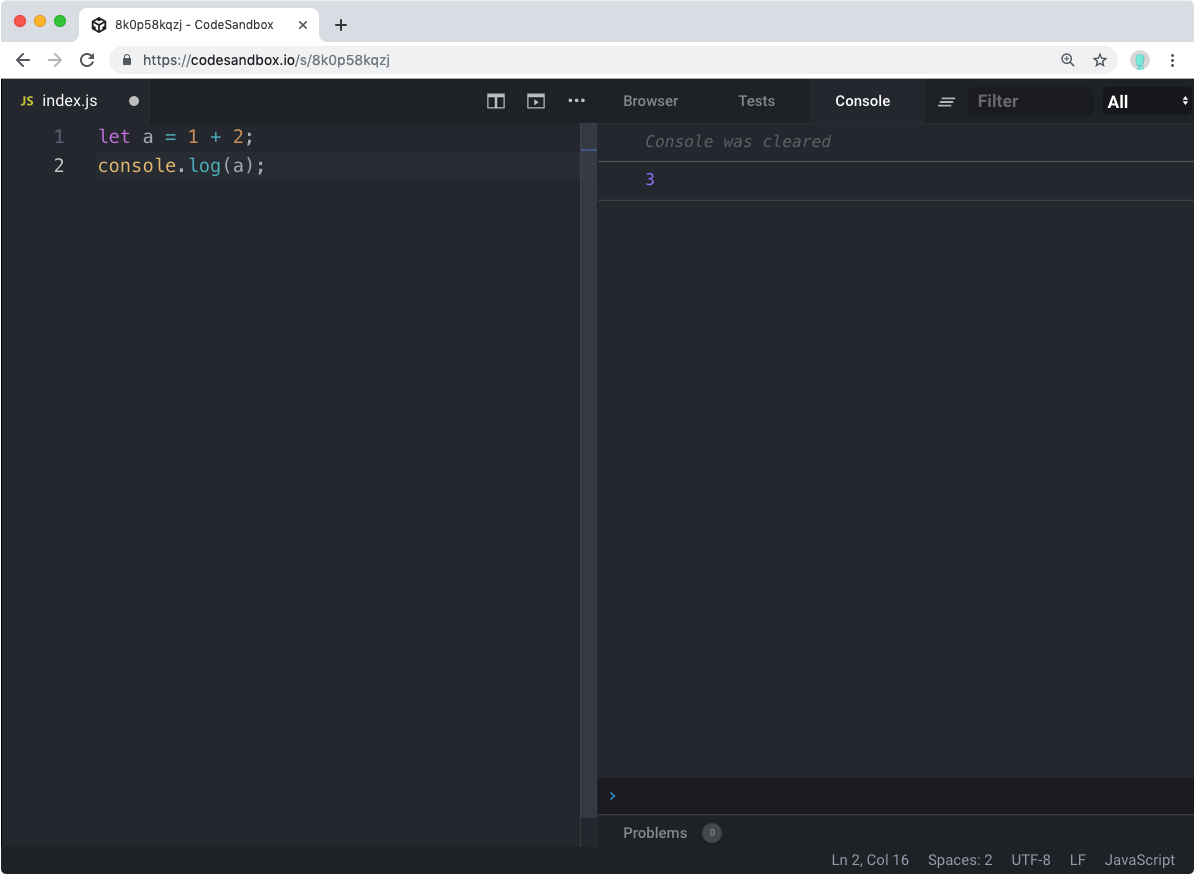 8k0p58kqzj - CodeSandbox
https://codesandbox.io/s/8k0p58kqzj
JS index.js
Browser Tests Console Filter All
1 let a = 1 + 2;
2 console.log(a);
Console was cleared
3
Problems 0
Ln 2, Col 16 Spaces: 2 UTF-8 LF JavaScript